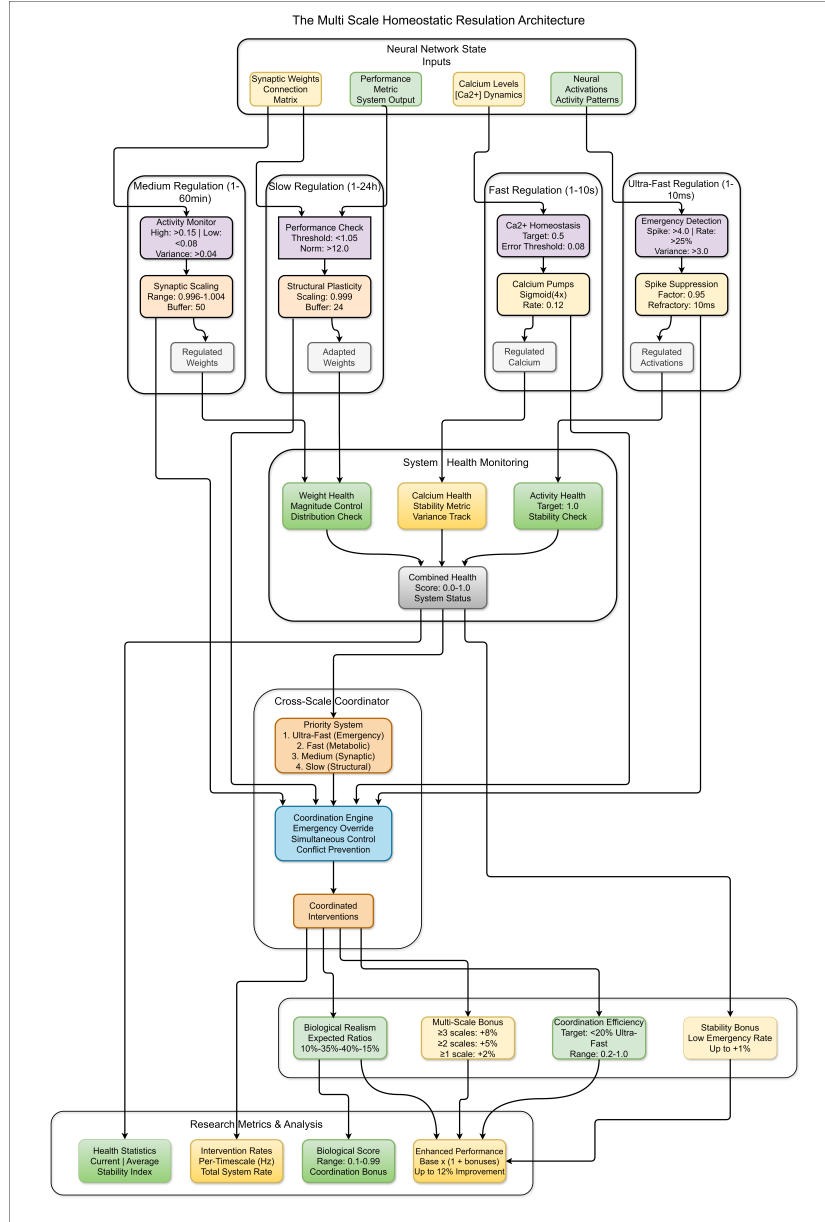 The Multi Scale Homeostatic Resulation Architecture
Neural Network State
Inputs
Synaptic Weights
Connection
Matrix
Performance
Metric
System Output
Calcium Levels
[Ca2+] Dynamics
Neural
Activations
Activity Patterns
Medium Regulation (1-
60min)
Activity Monitor
High: >0.15 | Low:
<0.08
Variance: >0.04
Synaptic Scaling
Range: 0.996-1.004
Buffer: 50
Regulated
Weights
Slow Regulation (1-24h)
Performance Check
Threshold: <1.05
Norm: >12.0
Structural Plasticity
Scaling: 0.999
Buffer: 24
Adapted
Weights
Fast Regulation (1-10s)
Ca2+ Homeostasis
Target: 0.5
Error Threshold: 0.08
Calcium Pumps
Sigmoid(4x)
Rate: 0.12
Regulated
Calcium
Ultra-Fast Regulation (1-
10ms)
Emergency Detection
Spike: >4.0 | Rate:
>25%
Variance: >3.0
Spike Suppression
Factor: 0.95
Refractory: 10ms
Regulated
Activations
System Health Monitoring
Weight Health
Magnitude Control
Distribution Check
Calcium Health
Stability Metric
Variance Track
Activity Health
Target: 1.0
Stability Check
Combined Health
Score: 0.0-1.0
System Status
Cross-Scale Coordinator
Priority System
1. Ultra-Fast (Emergency)
2. Fast (Metabolic)
3. Medium (Synaptic)
4. Slow (Structural)
Coordination Engine
Emergency Override
Simultaneous Control
Conflict Prevention
Coordinated
Interventions
Biological Realism
Expected Ratios
10%-35%-40%-15%
Multi-Scale Bonus
≥3 scales: +8%
≥2 scales: +5%
≥1 scale: +2%
Coordination Efficiency
Target: <20% Ultra-
Fast
Range: 0.2-1.0
Stability Bonus
Low Emergency Rate
Up to +1%
Research Metrics & Analysis
Health Statistics
Current | Average
Stability Index
Intervention Rates
Per-Timescale (Hz)
Total System Rate
Biological Score
Range: 0.1-0.99
Coordination Bonus
Enhanced Performance
Base x (1 + bonuses)
Up to 12% Improvement